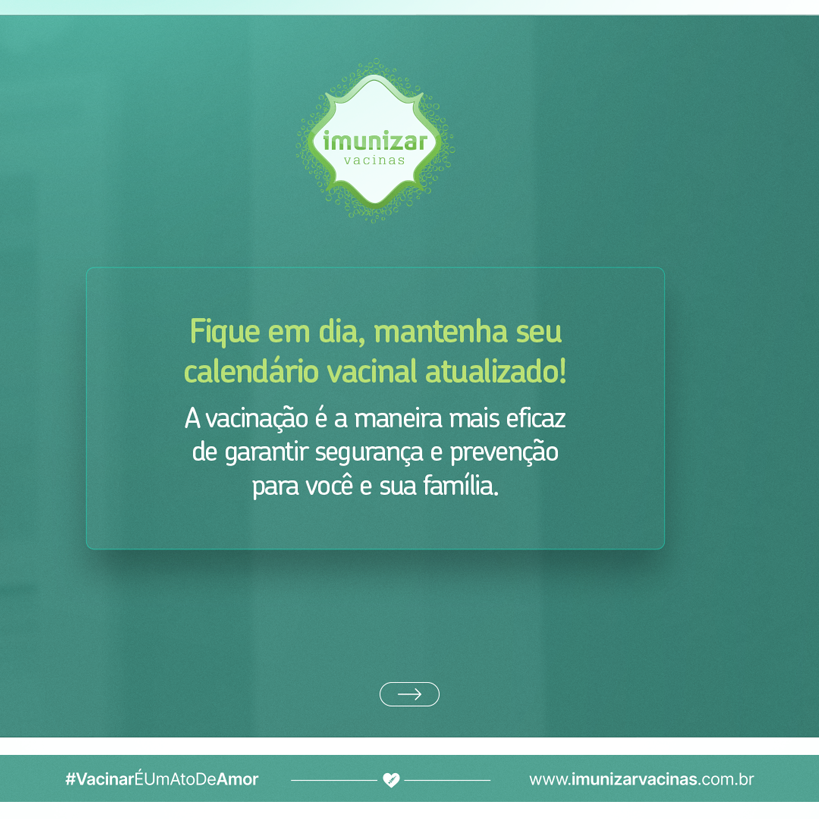 imunizar
vacinas
Fique em dia, mantenha seu
calendário vacinal atualizado!
A vacinação é a maneira mais eficaz
de garantir segurança e prevenção
para você e sua família.
#VacinarÉUmAtoDeAmor
www.imunizarvacinas.com.br